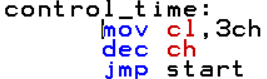 control_time:
mov cl,3ch
dec ch
jmp start